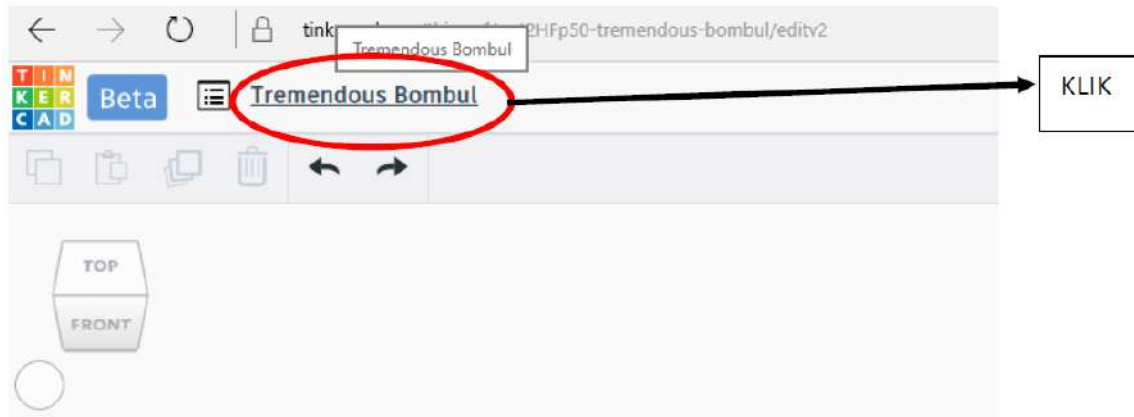 tink 2HFp50-tremendous-bombul/editv2
Tremendous Bombul
TIN
KER
CAD
Beta
Tremendous Bombul
KLIK
TOP
FRONT